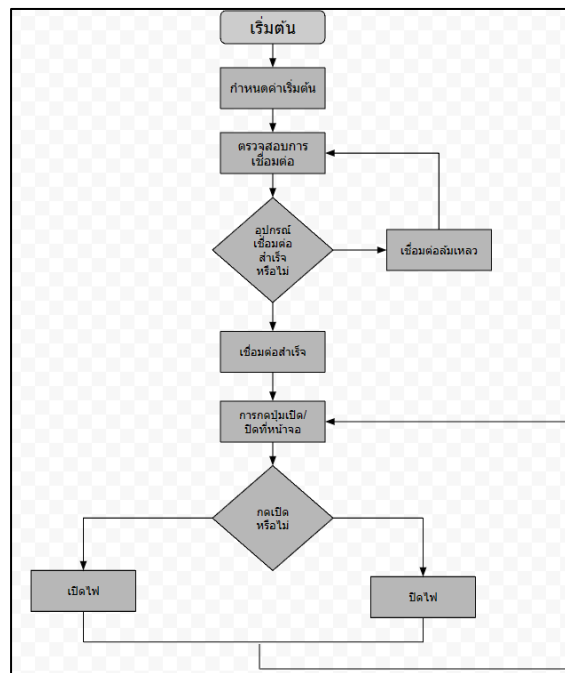 เริ่มต้น
กำหนดค่าเริ่มต้น
ตรวจสอบการ
เชื่อมต่อ
อุปกรณ์
เชื่อมต่อ
สำเร็จ
หรือไม่
เชื่อมต่อล้มเหลว
เชื่อมต่อสำเร็จ
การกดปุ่มเปิด/
ปิดที่หน้าจอ
กดเปิด
หรือไม่
เปิดไฟ
ปิดไฟ